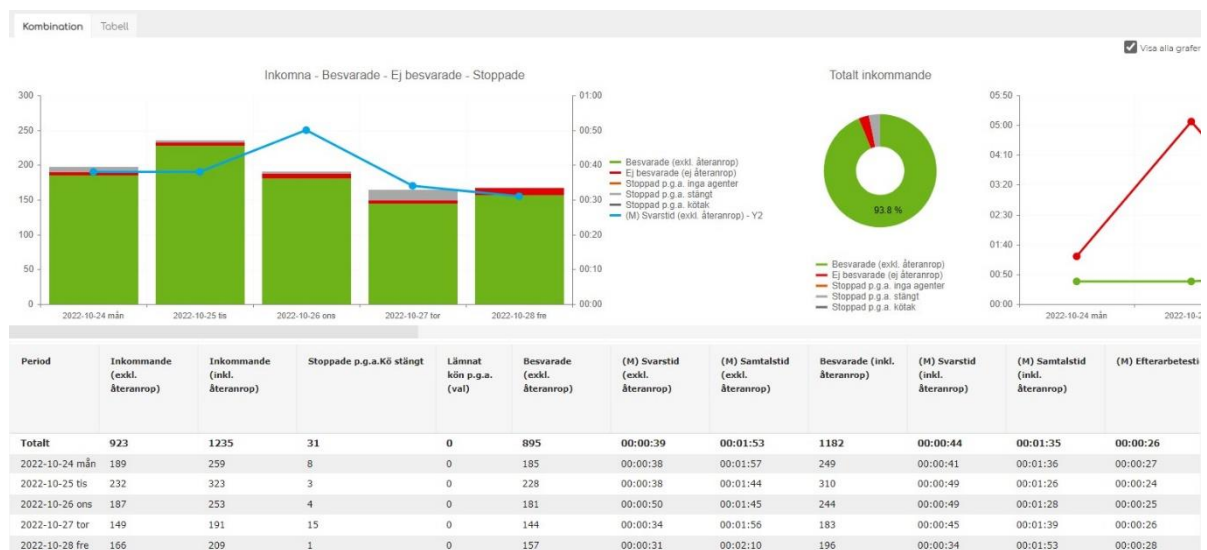 Kombination Tabell
Visa alla grafer
Inkomna - Besvarade - Ej besvarade - Stoppade
300
250
200
150
100
50
0
01:00
00:50
00:40
00:30
00:20
00:10
00:00
2022-10-24 mån 2022-10-25 tis 2022-10-26 ons 2022-10-27 tor 2022-10-28 fre
Besvarade (exkl. återanrop)
Ej besvarade (ej återanrop)
Stoppad p.g.a. inga agenter
Stoppad p.g.a. stängt
Stoppad p.g.a. kötak
(M) Svarstid (exkl. återanrop) - Y2
Totalt inkommande
93.8 %
Besvarade (exkl. återanrop)
Ej besvarade (ej återanrop)
Stoppad p.g.a. inga agenter
Stoppad p.g.a. stängt
Stoppad p.g.a. kötak
05:50
05:00
04:10
03:20
02:30
01:40
00:50
00:00
2022-10-24 mån 2022-10-2
Period Inkommande (exkl. återanrop) Inkommande (inkl. återanrop) Stoppade p.g.a.Kö stängt Lämnat kön p.g.a. (val) Besvarade (exkl. återanrop) (M) Svarstid (exkl. återanrop) (M) Samtalstid (exkl. återanrop) Besvarade (inkl. återanrop) (M) Svarstid (inkl. återanrop) (M) Samtalstid (inkl. återanrop) (M) Efterarbetesti
Totalt 923 1235 31 0 895 00:00:39 00:01:53 1182 00:00:44 00:01:35 00:00:26
2022-10-24 mån 189 259 8 0 185 00:00:38 00:01:57 249 00:00:41 00:01:36 00:00:27
2022-10-25 tis 232 323 3 0 228 00:00:38 00:01:44 310 00:00:49 00:01:26 00:00:24
2022-10-26 ons 187 253 4 0 181 00:00:50 00:01:45 244 00:00:49 00:01:28 00:00:25
2022-10-27 tor 149 191 15 0 144 00:00:34 00:01:56 183 00:00:45 00:01:39 00:00:26
2022-10-28 fre 166 209 1 0 157 00:00:31 00:02:10 196 00:00:34 00:01:53 00:00:28